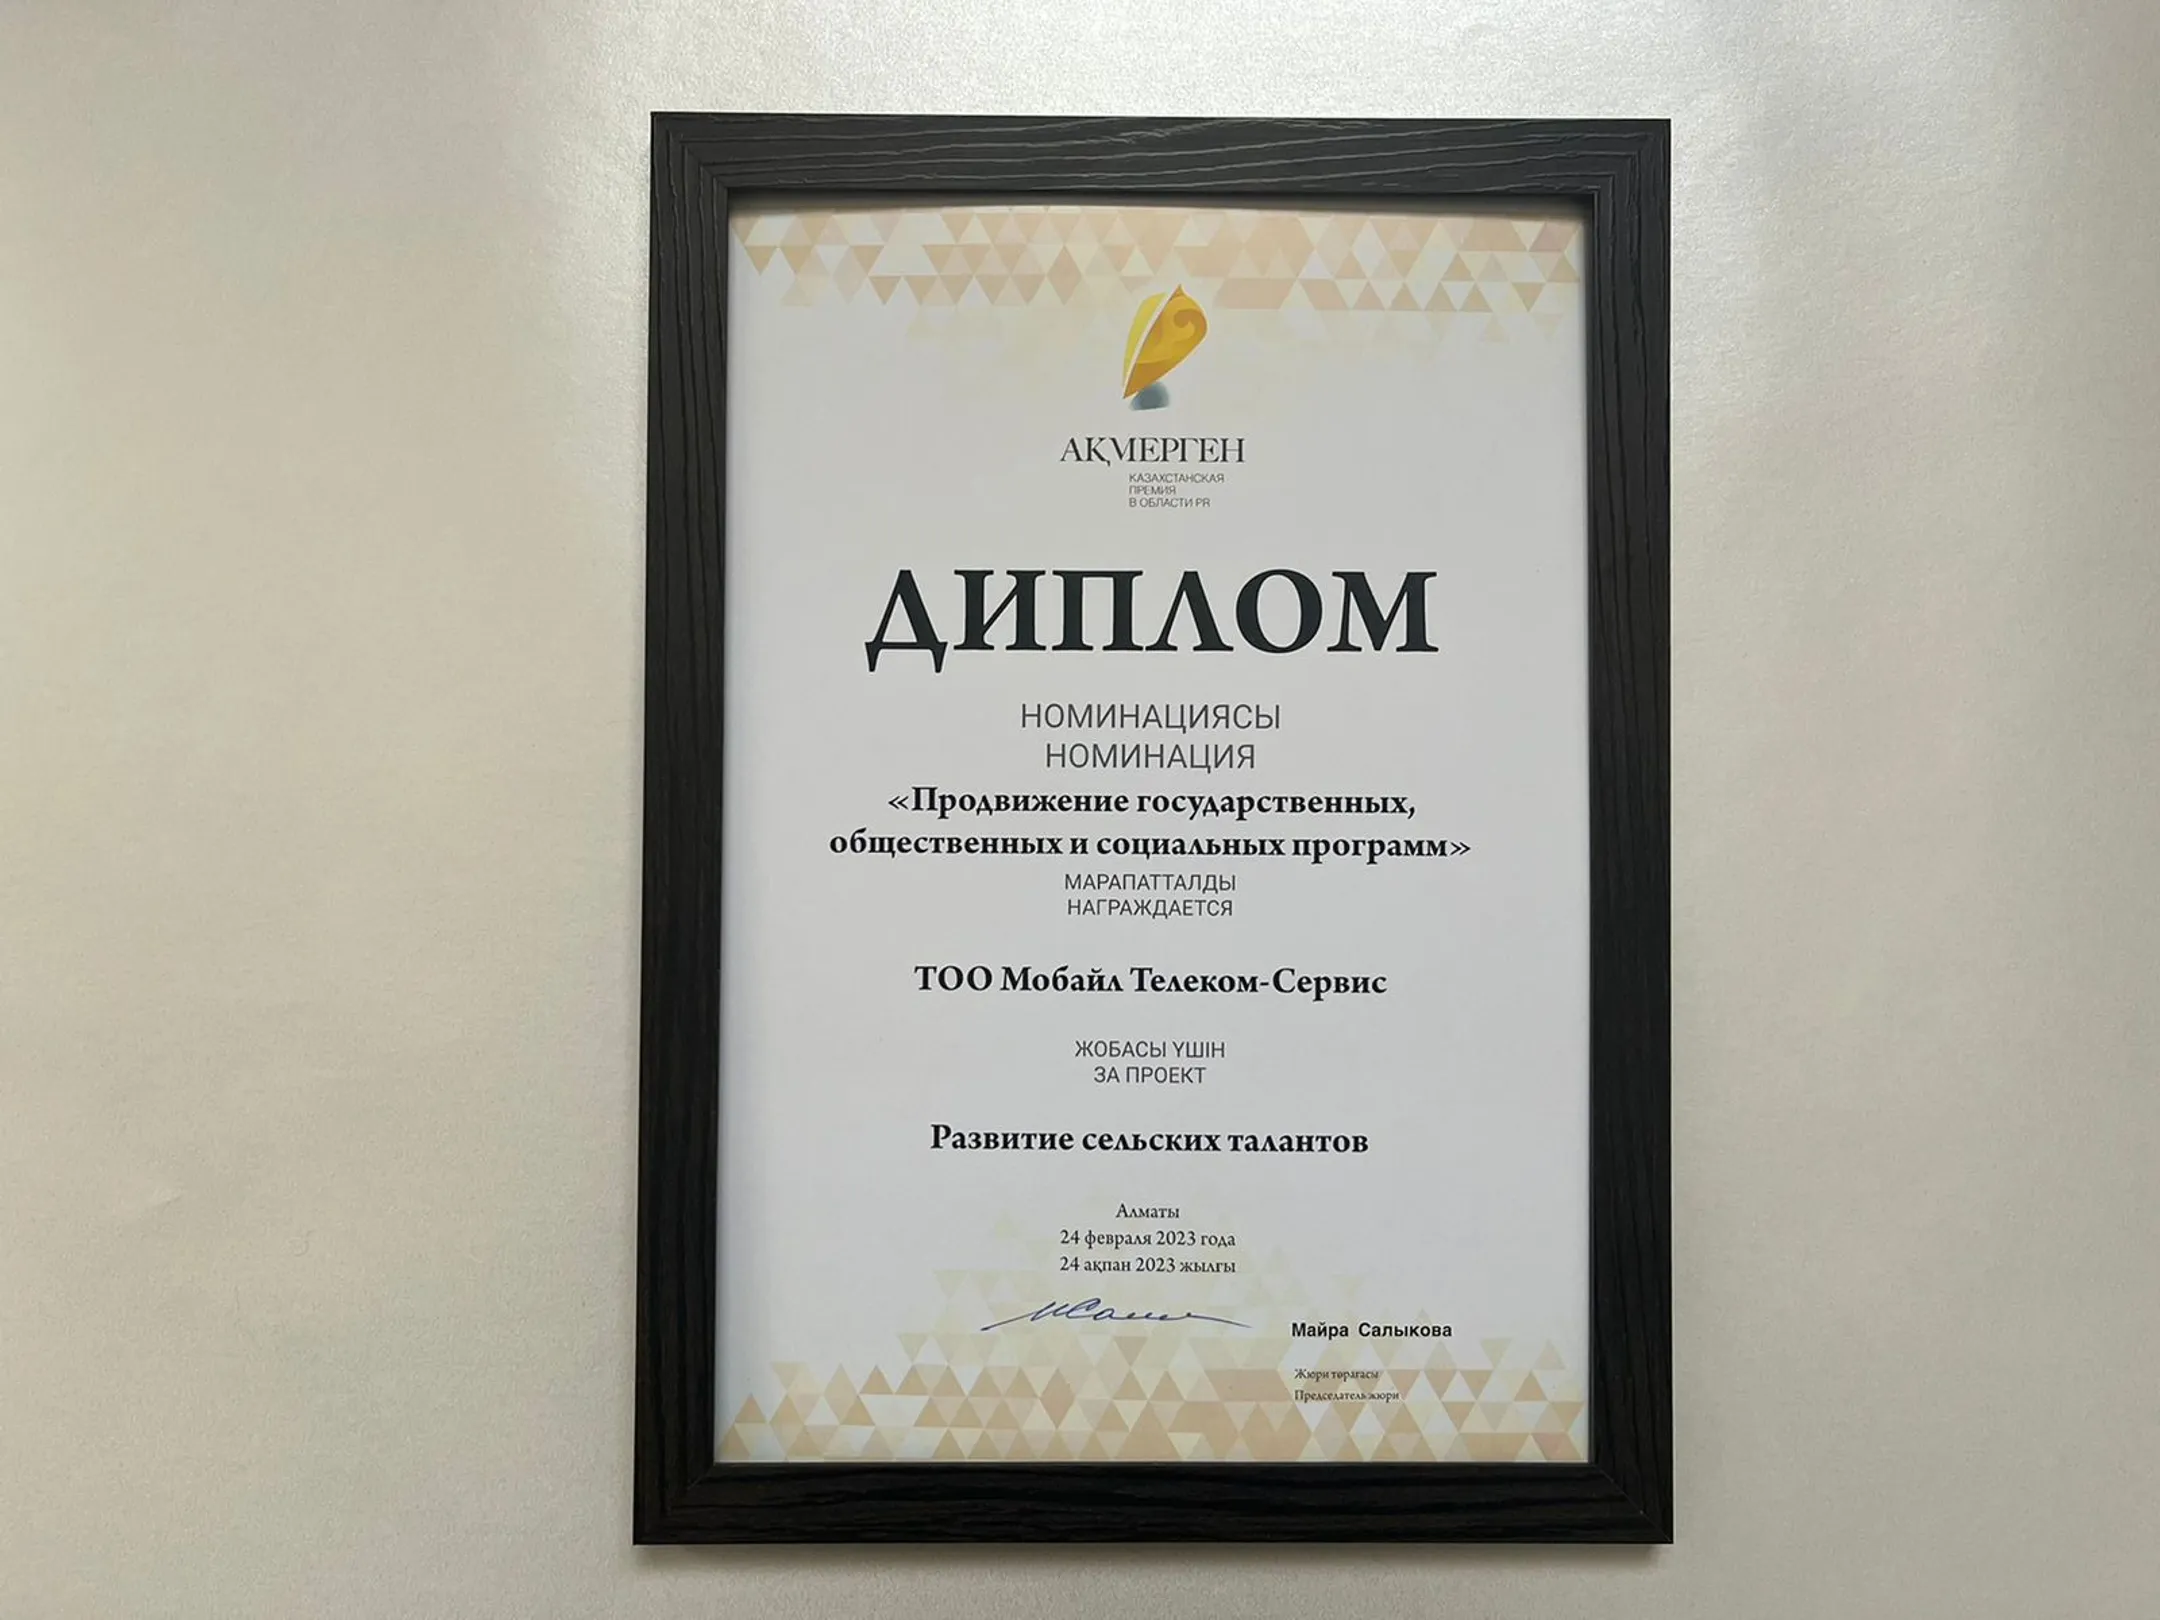 АҚМЕРГЕН
КАЗАХСТАНСКАЯ
ПРЕМИЯ
В ОБЛАСТИ PR
ДИПЛОМ
НОМИНАЦИЯСЫ
НОМИНАЦИЯ
«Продвижение государственных,
общественных и социальных программ»
МАРАПАТТАЛДЫ
НАГРАЖДАЕТСЯ
ТОО Мобайл Телеком-Сервис
ЖОБАСЫ ҮШІН
ЗА ПРОЕКТ
Развитие сельских талантов
Алматы
24 февраля 2023 года
24 ақпан 2023 жылғы
Майра Салыкова
Жюри төрағасы
Председатель жюри